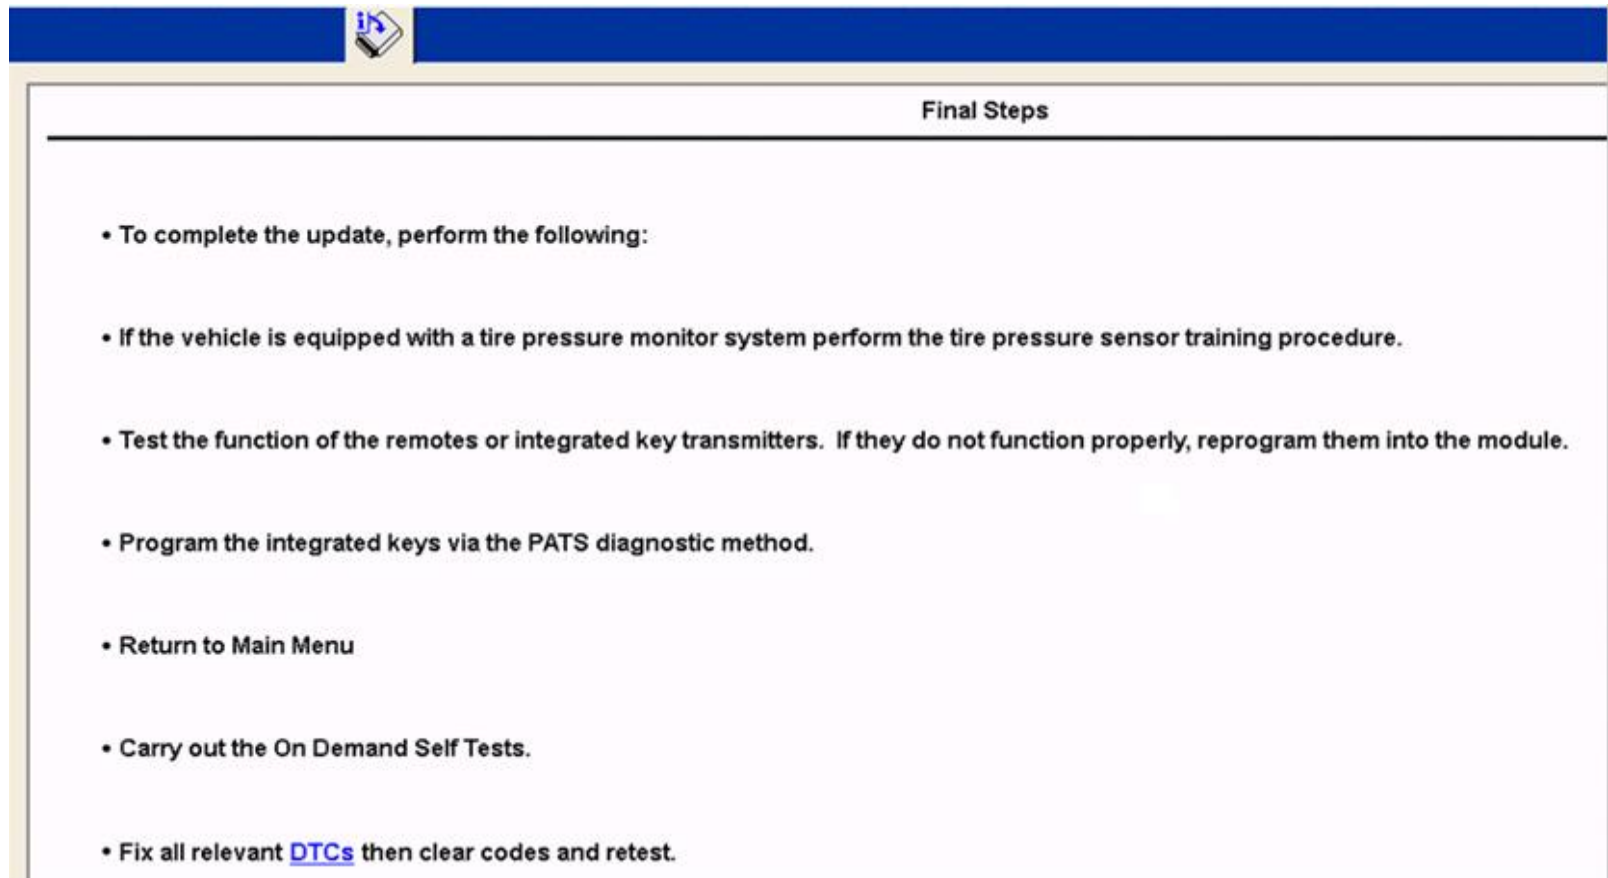 Final Steps
• To complete the update, perform the following:
• If the vehicle is equipped with a tire pressure monitor system perform the tire pressure sensor training procedure.
• Test the function of the remotes or integrated key transmitters.  If they do not function properly, reprogram them into the module.
• Program the integrated keys via the PATS diagnostic method.
• Return to Main Menu
• Carry out the On Demand Self Tests.
• Fix all relevant DTCs then clear codes and retest.